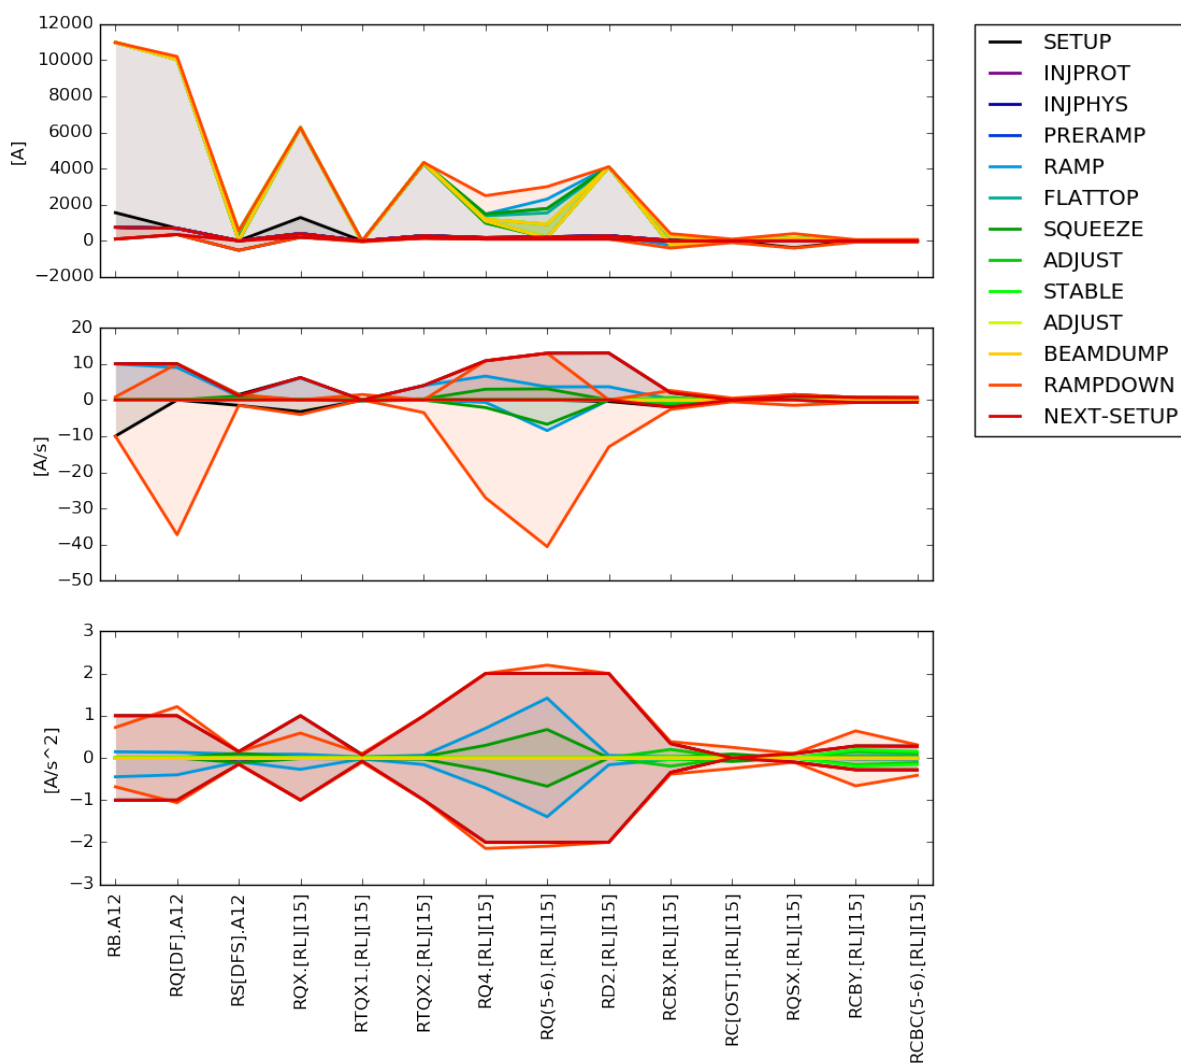 12000
10000
8000
6000
4000
2000
0
−2000
[A]
SETUP
INJPROT
INJPHYS
PRERAMP
RAMP
FLATTOP
SQUEEZE
ADJUST
STABLE
ADJUST
BEAMDUMP
RAMPDOWN
NEXT-SETUP
20
10
0
−10
−20
−30
−40
−50
[A/s]
3
2
1
0
−1
−2
−3
[A/s^2]
RB.A12
RQ[DF].A12
RS[DFS].A12
RQX.[RL][15]
RTQX1.[RL][15]
RTQX2.[RL][15]
RQ4.[RL][15]
RQ(5-6).[RL][15]
RD2.[RL][15]
RCBX.[RL][15]
RC[OST].[RL][15]
RQSX.[RL][15]
RCBY.[RL][15]
RCBC(5-6).[RL][15]